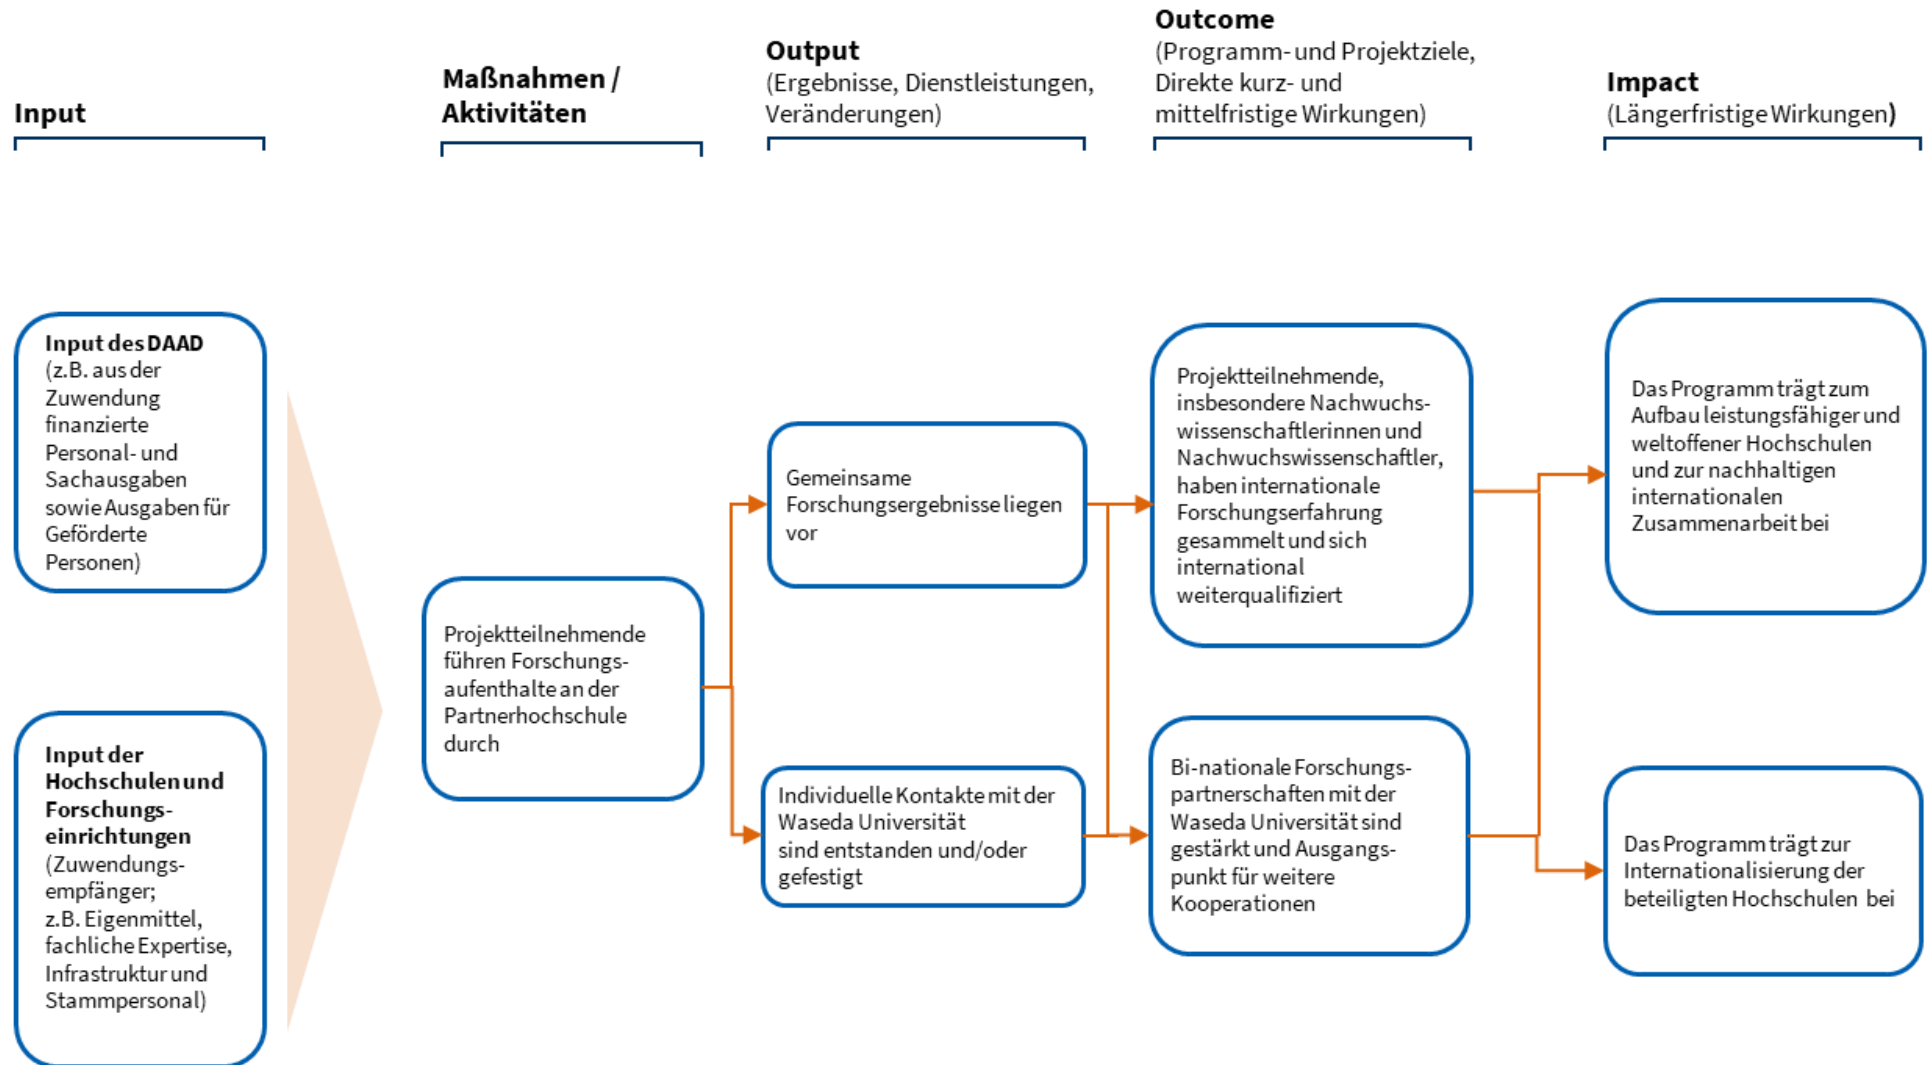 Input
Maßnahmen /
Aktivitäten
Output
(Ergebnisse, Dienstleistungen,
Veränderungen)
Outcome
(Programm- und Projektziele,
Direkte kurz- und
mittelfristige Wirkungen)
Impact
(Längerfristige Wirkungen)
Input des DAAD
(z.B. aus der
Zuwendung
finanzierte
Personal- und
Sachausgaben
sowie Ausgaben für
Geförderte
Personen)
Input der
Hochschulen und
Forschungs-
einrichtungen
(Zuwendungs-
empfänger;
z.B. Eigenmittel,
fachliche Expertise,
Infrastruktur und
Stammpersonal)
Projektteilnehmende
führen Forschungs-
aufenthalte an der
Partnerhochschule
durch
Gemeinsame
Forschungsergebnisse liegen
vor
Individuelle Kontakte mit der
Waseda Universität
sind entstanden und/oder
gefestigt
Projektteilnehmende,
insbesondere Nachwuchs-
wissenschaftlerinnen und
Nachwuchswissenschaftler,
haben internationale
Forschungserfahrung
gesammelt und sich
international
weiterqualifiziert
Bi-nationale Forschungs-
partnerschaften mit der
Waseda Universität sind
gestärkt und Ausgangs-
punkt für weitere
Kooperationen
Das Programm trägt zum
Aufbau leistungsfähiger und
weltoffener Hochschulen
und zur nachhaltigen
internationalen
Zusammenarbeit bei
Das Programm trägt zur
Internationalisierung der
beteiligten Hochschulen bei